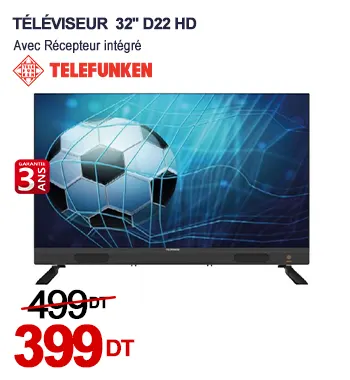 TÉLÉVISEUR 32" D22 HD
Avec Récepteur intégré
TELEFUNKEN
GARANTIE
3 ANS
499DT
399DT